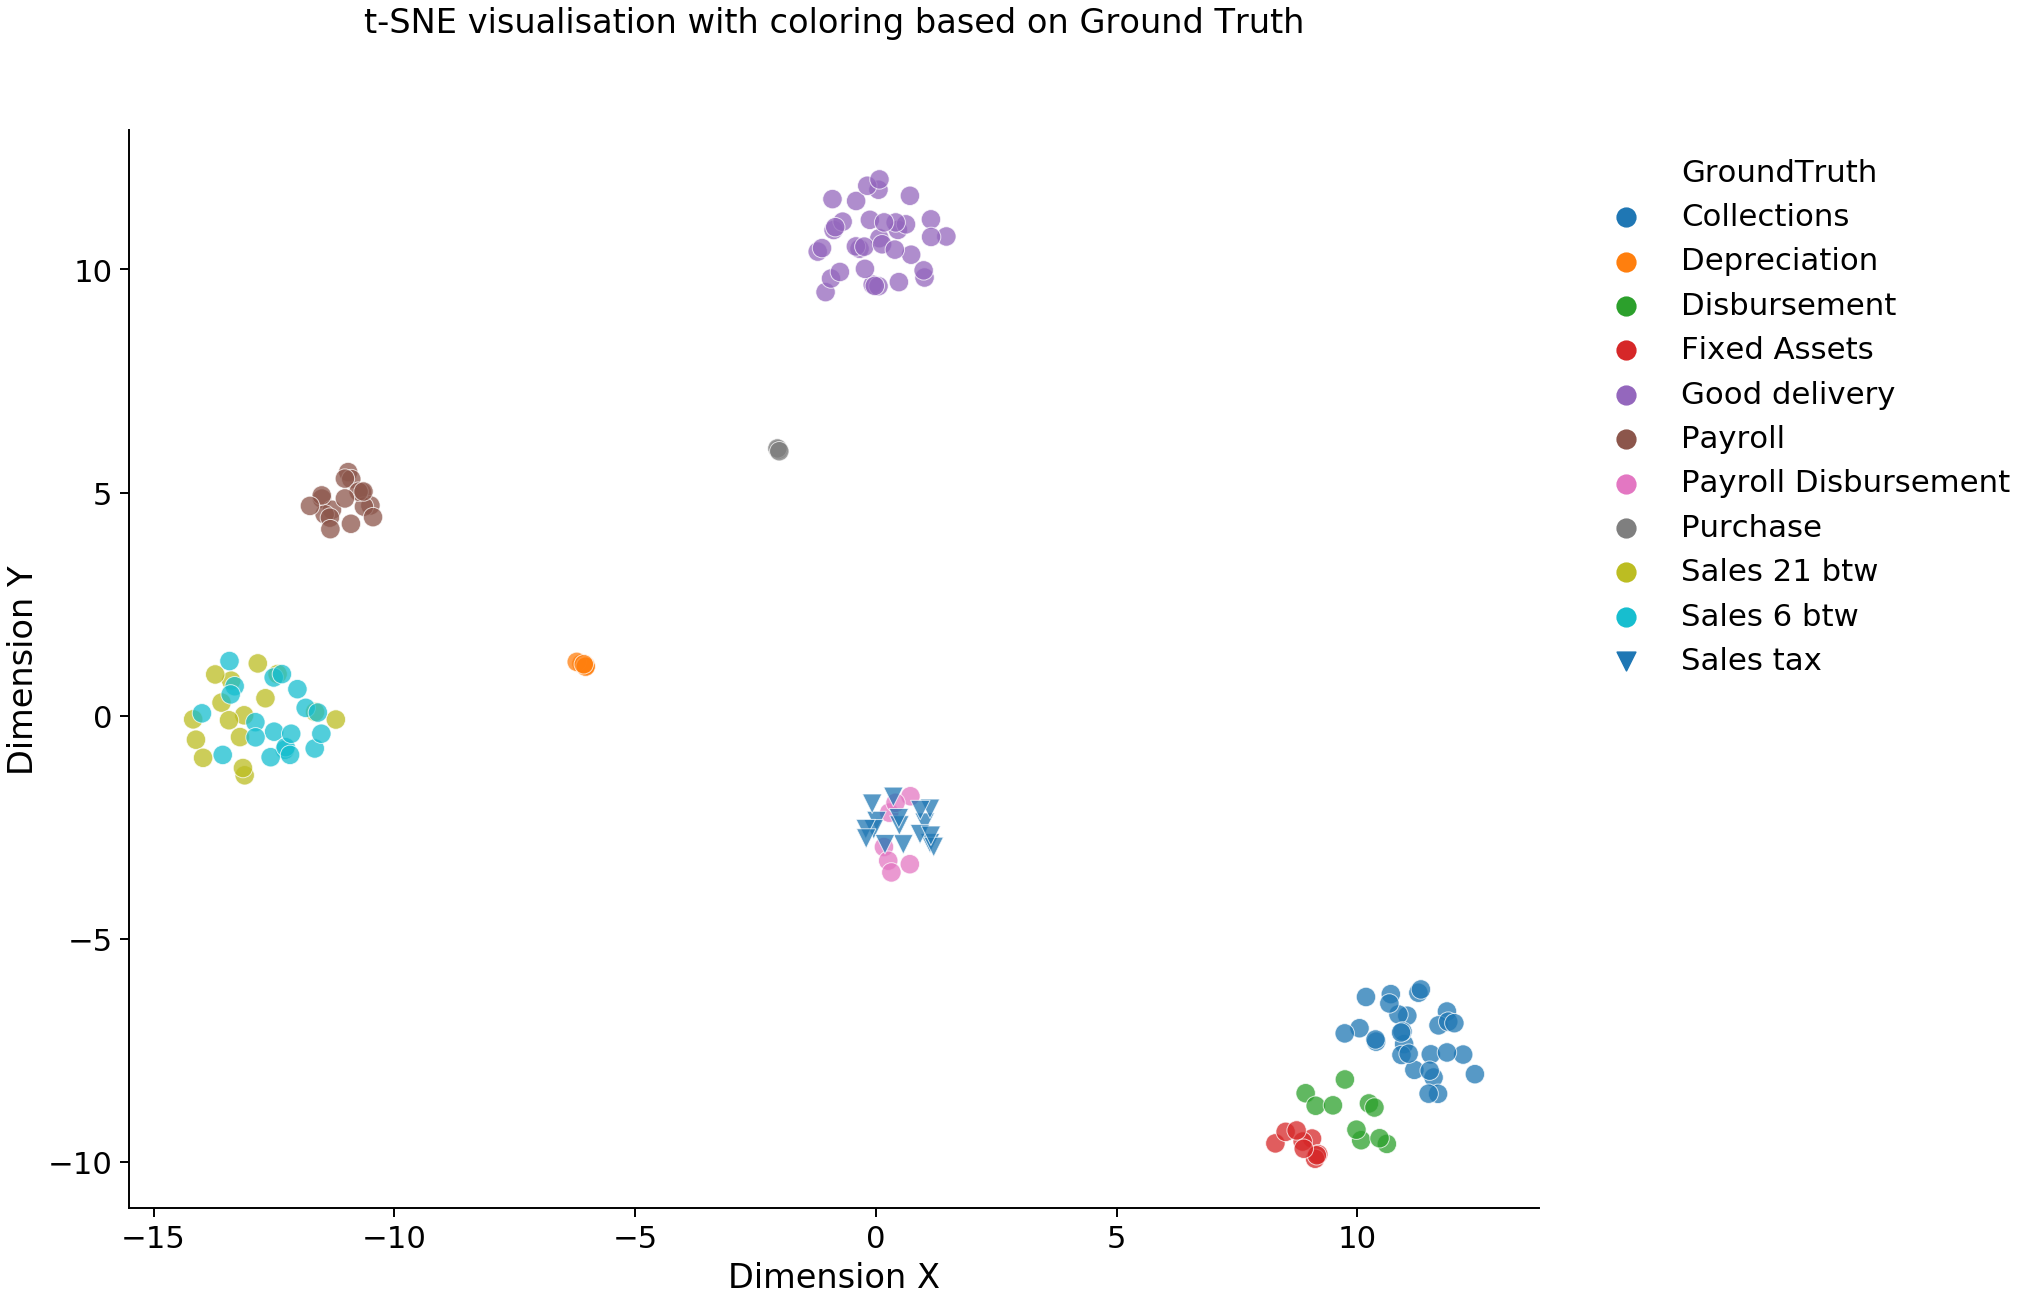 t-SNE visualisation with coloring based on Ground Truth
GroundTruth
Collections
Depreciation
Disbursement
Fixed Assets
Good delivery
Payroll
Payroll Disbursement
Purchase
Sales 21 btw
Sales 6 btw
Sales tax
Dimension Y
10
5
0
−5
−10
−15
−10
−5
0
5
10
Dimension X